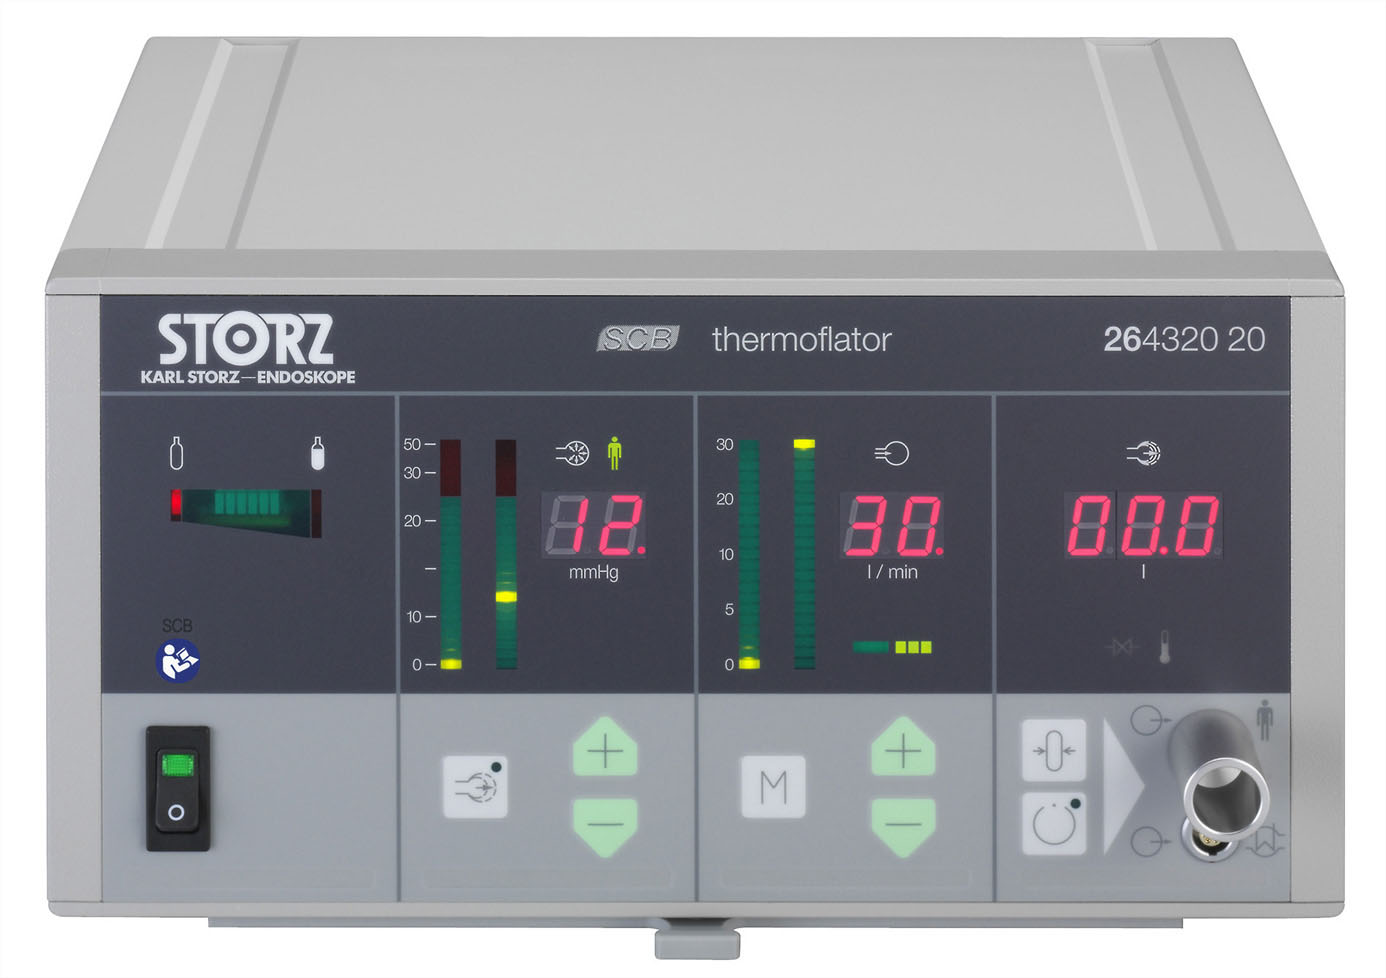 STORZ
KARL STORZ—ENDOSKOPE
SCB thermoflator
264320 20
50
30
20
10
0
12.
mmHg
30
20
10
5
0
30.
l / min
00.0
l
SCB
M